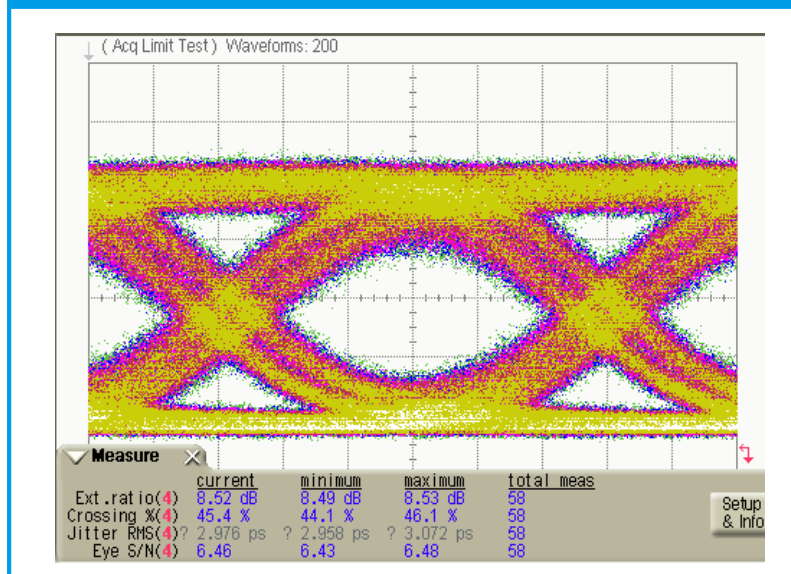 ( Acq Limit Test ) Waveforms: 200
Measure
current minimum maximum total meas
Ext.ratio(4) 8.52 dB 8.49 dB 8.53 dB 58
Crossing %(4) 45.4 % 44.1 % 46.1 % 58
Jitter RMS(4)? 2.976 ps ? 2.958 ps ? 3.072 ps 58
Eye S/N(4) 6.46 6.43 6.48 58
Setup
& Info